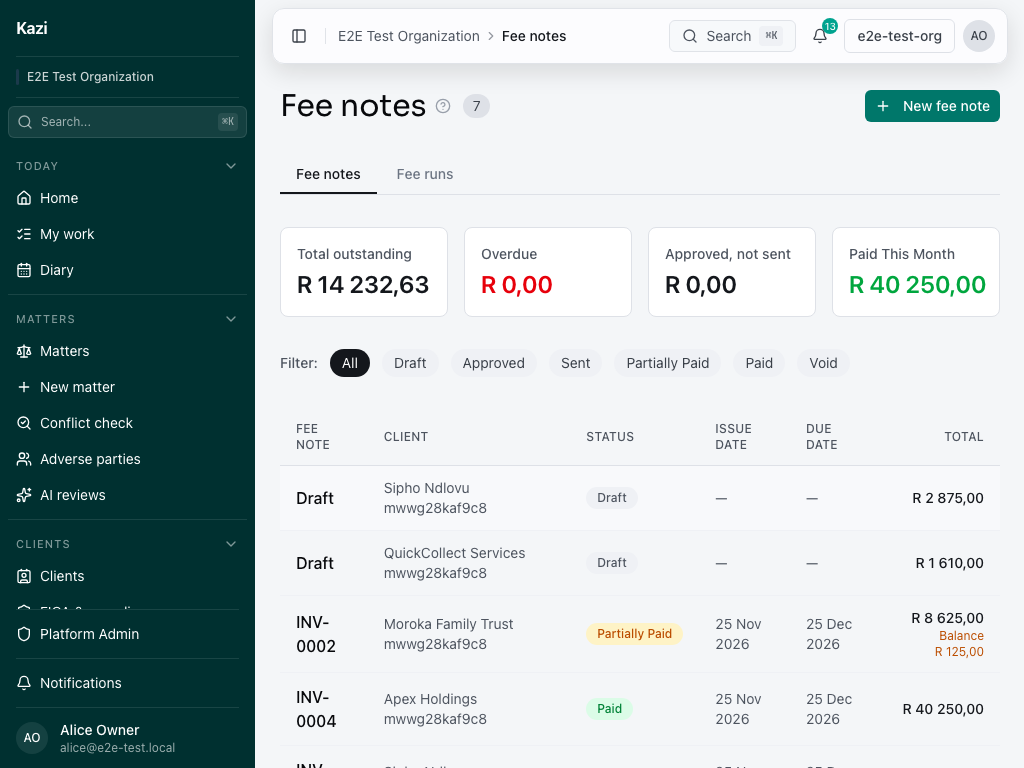 Kazi
E2E Test Organization
Search...
⌘K
TODAY
Home
My work
Diary
MATTERS
Matters
New matter
Conflict check
Adverse parties
AI reviews
CLIENTS
Clients
Platform Admin
Notifications
AO
Alice Owner
alice@e2e-test.local
E2E Test Organization
Fee notes
Search
⌘K
13
e2e-test-org
AO
Fee notes
7
New fee note
Fee notes
Fee runs
Total outstanding
R 14 232,63
Overdue
R 0,00
Approved, not sent
R 0,00
Paid This Month
R 40 250,00
Filter:
All
Draft
Approved
Sent
Partially Paid
Paid
Void
FEE
NOTE
CLIENT
STATUS
ISSUE
DATE
DUE
DATE
TOTAL
Draft
Sipho Ndlovu
mwwg28kaf9c8
Draft
—
—
R 2 875,00
Draft
QuickCollect Services
mwwg28kaf9c8
Draft
—
—
R 1 610,00
INV-
0002
Moroka Family Trust
mwwg28kaf9c8
Partially Paid
25 Nov
2026
25 Dec
2026
R 8 625,00
Balance
R 125,00
INV-
0004
Apex Holdings
mwwg28kaf9c8
Paid
25 Nov
2026
25 Dec
2026
R 40 250,00